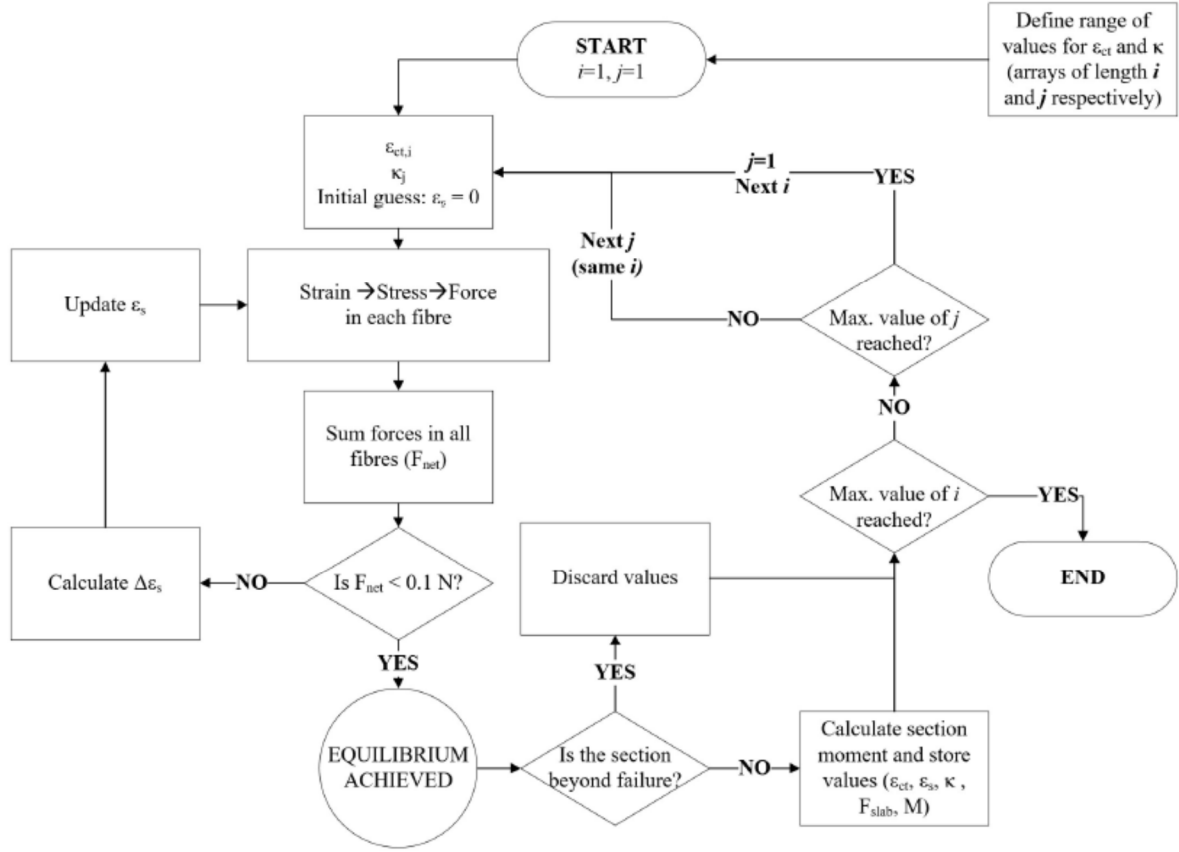 START
i=1, j=1
Define range of
values for εct and κ
(arrays of length i
and j respectively)
εct,i
κj
Initial guess: εs = 0
j=1
Next i
YES
Next j
(same i)
Update εs
Strain →Stress→Force
in each fibre
NO
Max. value of j
reached?
NO
Sum forces in all
fibres (Fnet)
Max. value of i
reached?
YES
Calculate Δεs
NO
Is Fnet < 0.1 N?
Discard values
END
YES
YES
EQUILIBRIUM
ACHIEVED
Is the section
beyond failure?
NO
Calculate section
moment and store
values (εct, εs, κ ,
Fslab, M)